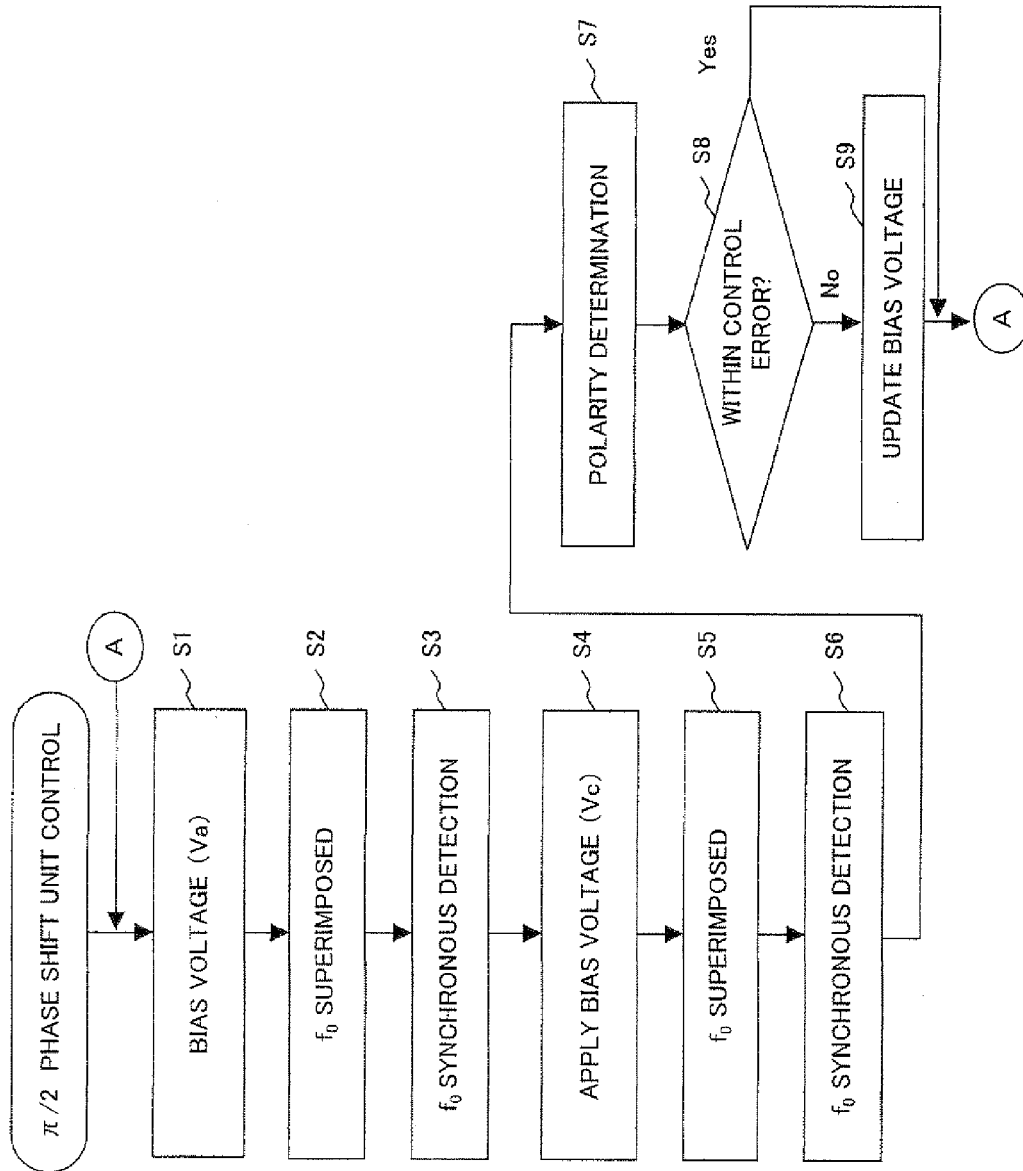 π/2 PHASE SHIFT UNIT CONTROL
A
S1
BIAS VOLTAGE (Va)
S2
f₀ SUPERIMPOSED
S3
f₀ SYNCHRONOUS DETECTION
S4
APPLY BIAS VOLTAGE (Vc)
S5
f₀ SUPERIMPOSED
S6
f₀ SYNCHRONOUS DETECTION
S7
POLARITY DETERMINATION
S8
WITHIN CONTROL
ERROR?
Yes
No
S9
UPDATE BIAS VOLTAGE
A